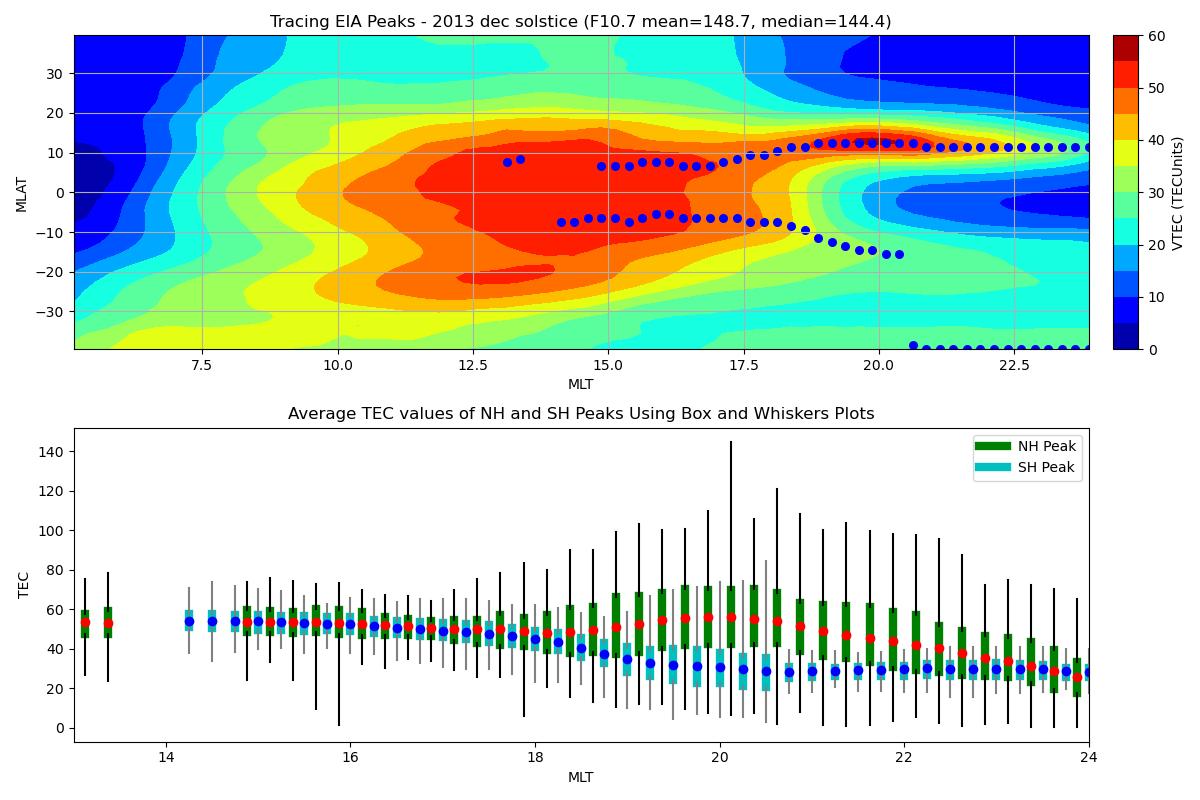 Tracing EIA Peaks - 2013 dec solstice (F10.7 mean=148.7, median=144.4)
MLAT
30
20
10
0
−10
−20
−30
7.5 10.0 12.5 15.0 17.5 20.0 22.5
MLT
60
50
40
30
20
10
0
VTEC (TECUnits)
Average TEC values of NH and SH Peaks Using Box and Whiskers Plots
NH Peak
SH Peak
TEC
140
120
100
80
60
40
20
0
14 16 18 20 22 24
MLT